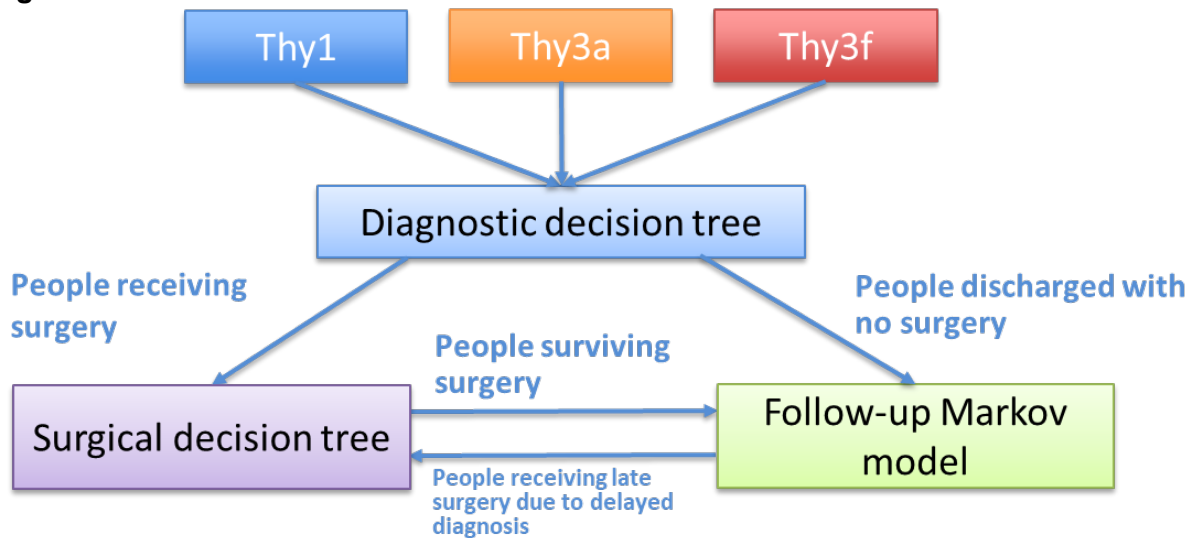 Thy1
Thy3a
Thy3f
Diagnostic decision tree
People receiving
surgery
People discharged with
no surgery
People surviving
surgery
Surgical decision tree
Follow-up Markov
model
People receiving late
surgery due to delayed
diagnosis